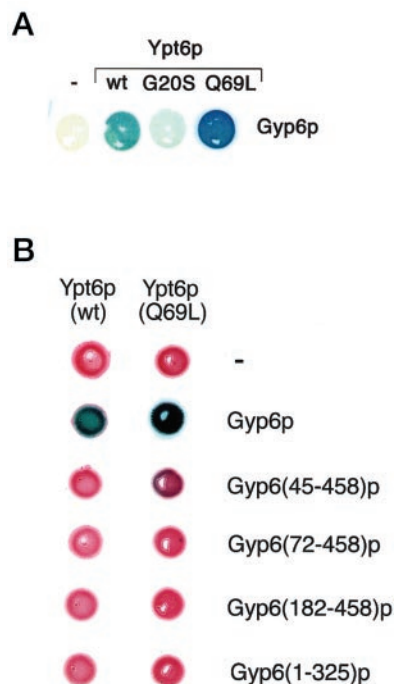 A
Ypt6p
- wt G20S Q69L
Gyp6p
B
Ypt6p Ypt6p
(wt) (Q69L)
-
Gyp6p
Gyp6(45-458)p
Gyp6(72-458)p
Gyp6(182-458)p
Gyp6(1-325)p